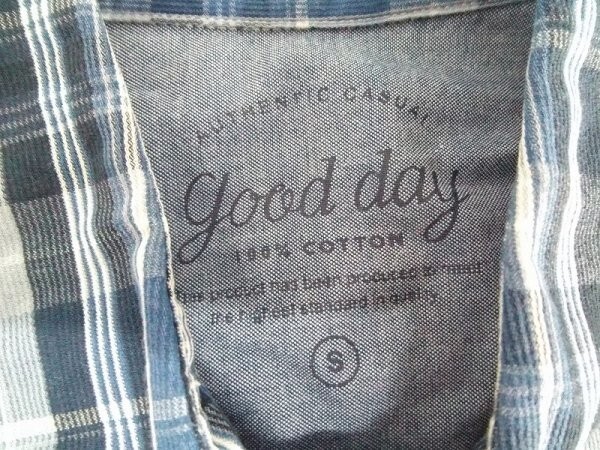 AUTHENTIC CASUAL
good day
100% COTTON
This product has been produced to "meet"
the highest standard in quality.
S